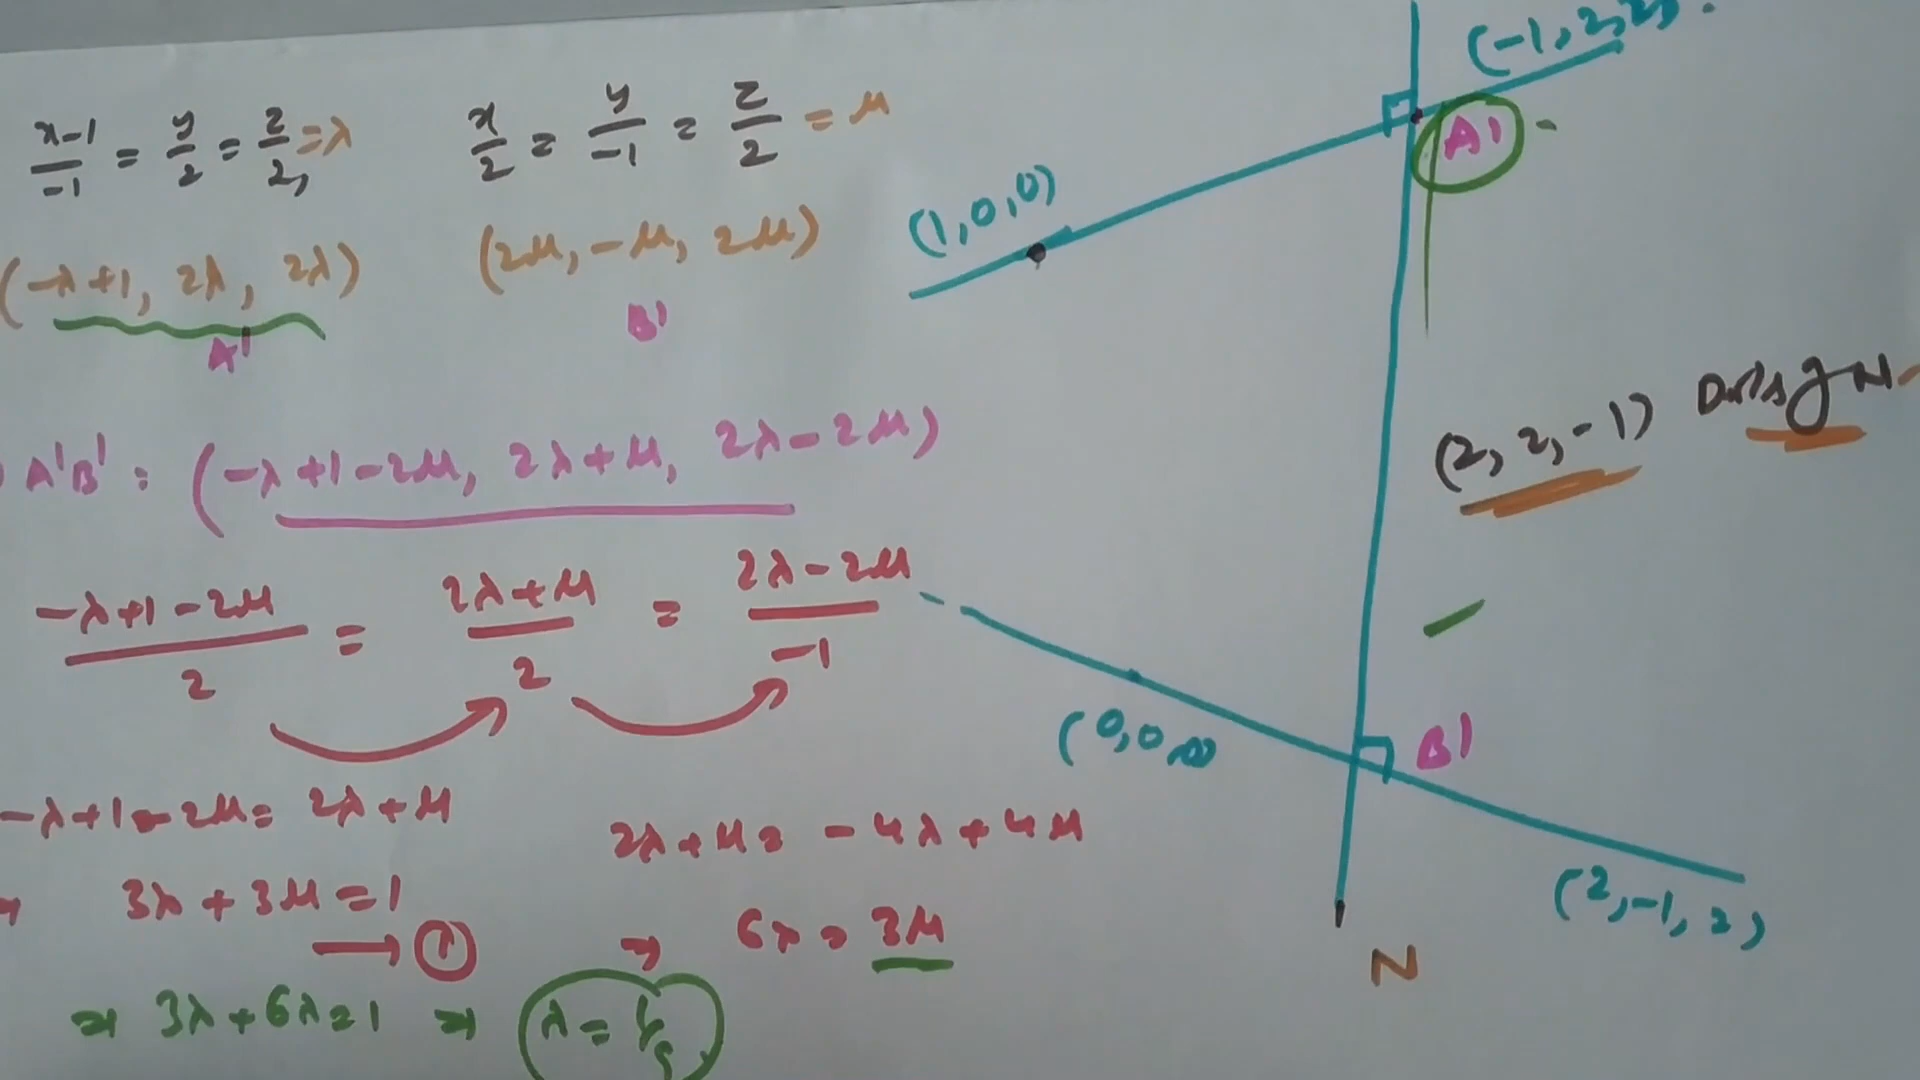 (x-1)/-1 = y/2 = z/2, = λ
x/2 = y/-1 = z/2 = μ
(-λ+1, 2λ, 2λ)
A'
(2μ, -μ, 2μ)
B'
A'B' : (-λ+1-2μ, 2λ+μ, 2λ-2μ)
(-λ+1-2μ)/2 = (2λ+μ)/2 = (2λ-2μ)/-1
-λ+1-2μ = 2λ+μ
⇒ 3λ+3μ = 1
→ ①
2λ+μ = -4λ+4μ
⇒ 6λ = 3μ
⇒ 3λ+6λ=1 ⇒ λ = 1/9
(-1, 2, 2)
A'
(1, 0, 0)
(2, 2, -1) of N
(0, 0, 0)
B'
(2, -1, 2)
N